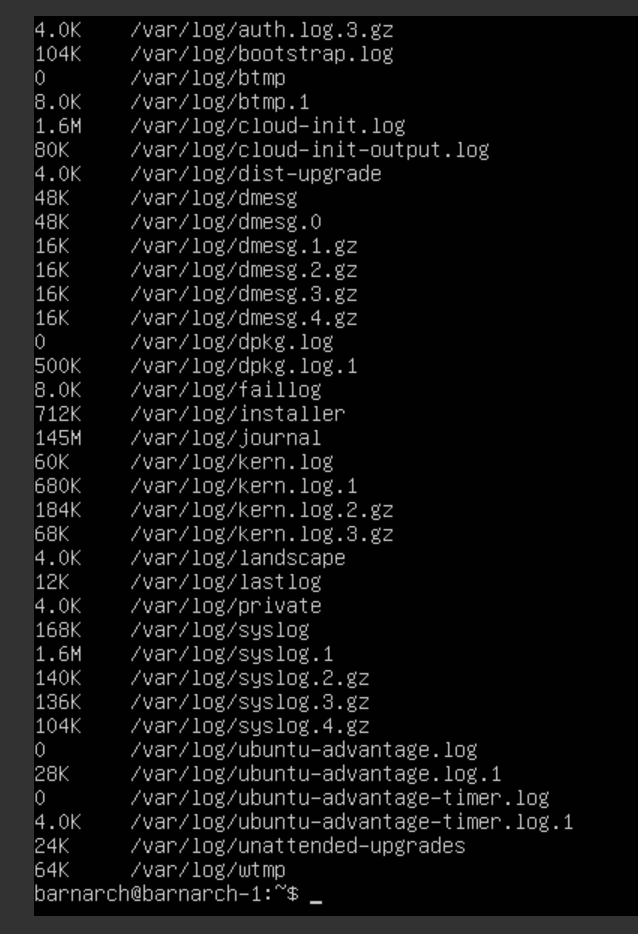 4.0K /var/log/auth.log.3.gz
104K /var/log/bootstrap.log
0 /var/log/btmp
8.0K /var/log/btmp.1
1.6M /var/log/cloud-init.log
80K /var/log/cloud-init-output.log
4.0K /var/log/dist-upgrade
48K /var/log/dmesg
48K /var/log/dmesg.0
16K /var/log/dmesg.1.gz
16K /var/log/dmesg.2.gz
16K /var/log/dmesg.3.gz
16K /var/log/dmesg.4.gz
0 /var/log/dpkg.log
500K /var/log/dpkg.log.1
8.0K /var/log/faillog
712K /var/log/installer
145M /var/log/journal
60K /var/log/kern.log
680K /var/log/kern.log.1
184K /var/log/kern.log.2.gz
68K /var/log/kern.log.3.gz
4.0K /var/log/landscape
12K /var/log/lastlog
4.0K /var/log/private
168K /var/log/syslog
1.6M /var/log/syslog.1
140K /var/log/syslog.2.gz
136K /var/log/syslog.3.gz
104K /var/log/syslog.4.gz
0 /var/log/ubuntu-advantage.log
28K /var/log/ubuntu-advantage.log.1
0 /var/log/ubuntu-advantage-timer.log
4.0K /var/log/ubuntu-advantage-timer.log.1
24K /var/log/unattended-upgrades
64K /var/log/wtmp
barnarch@barnarch-1:~$ _